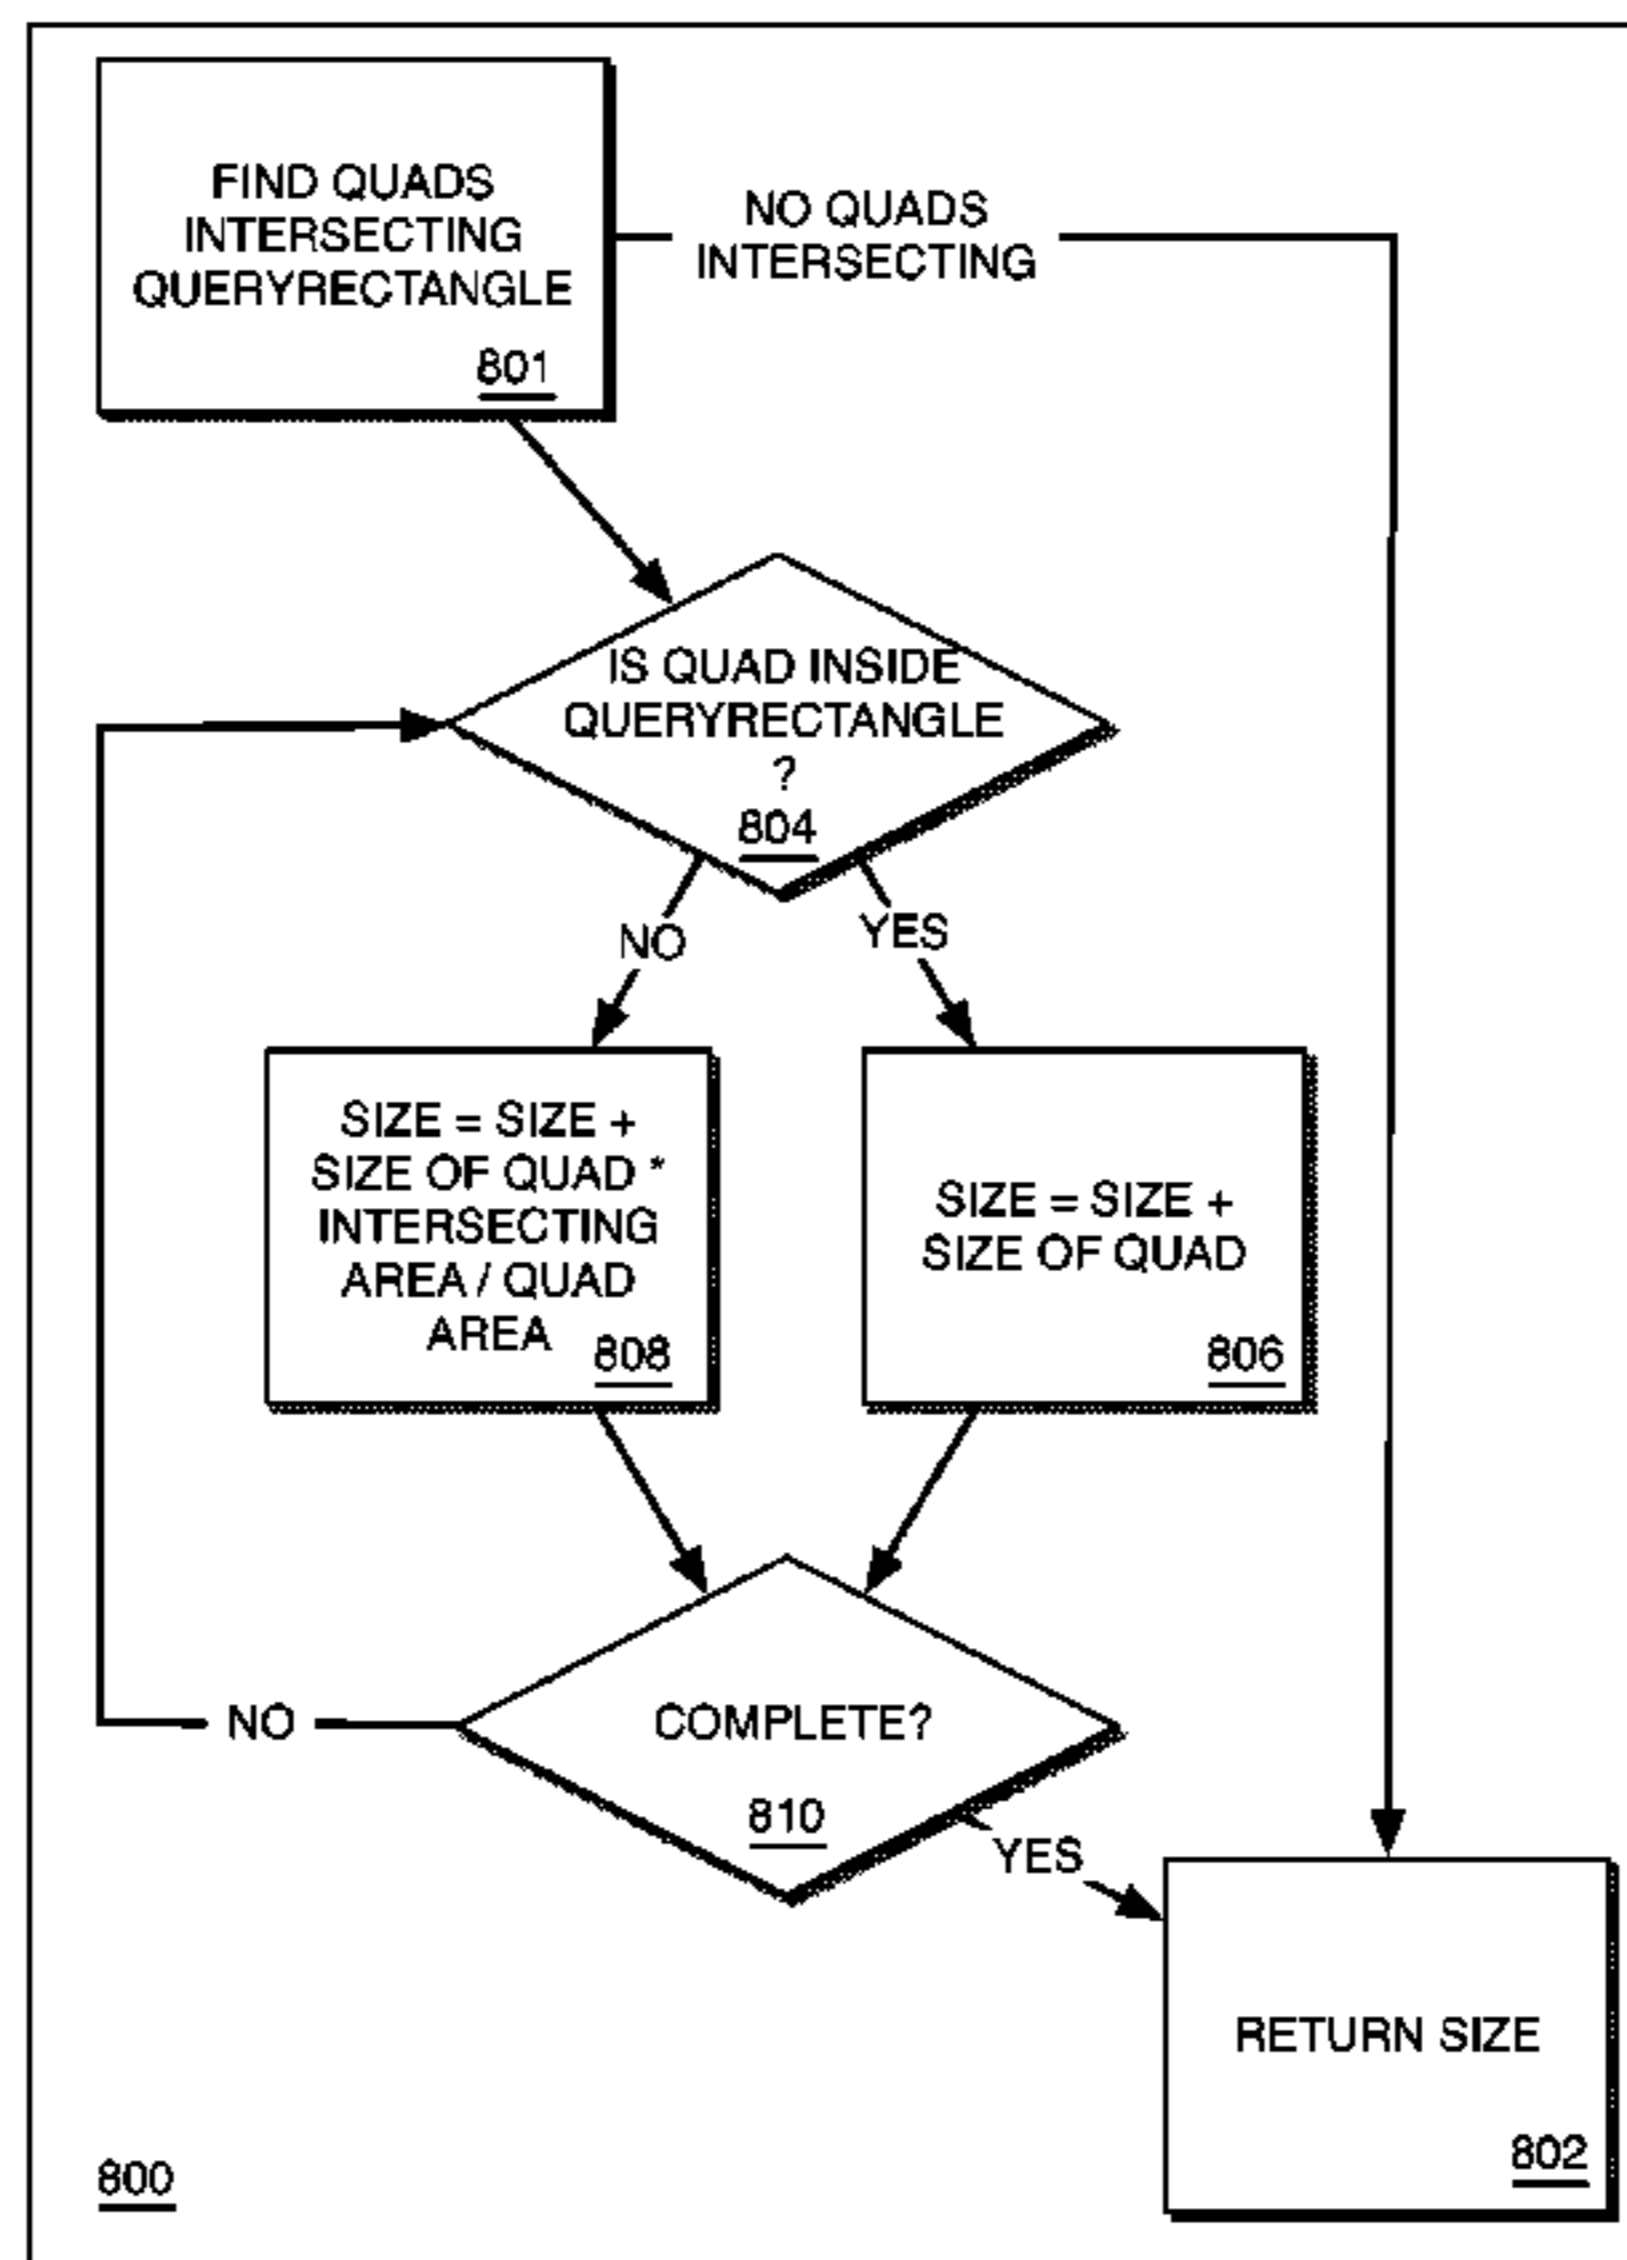 FIND QUADS
INTERSECTING
QUERYRECTANGLE
801
NO QUADS
INTERSECTING
IS QUAD INSIDE
QUERYRECTANGLE
?
804
NO
YES
SIZE = SIZE +
SIZE OF QUAD *
INTERSECTING
AREA / QUAD
AREA
808
SIZE = SIZE +
SIZE OF QUAD
806
NO
COMPLETE?
810
YES
RETURN SIZE
802
800